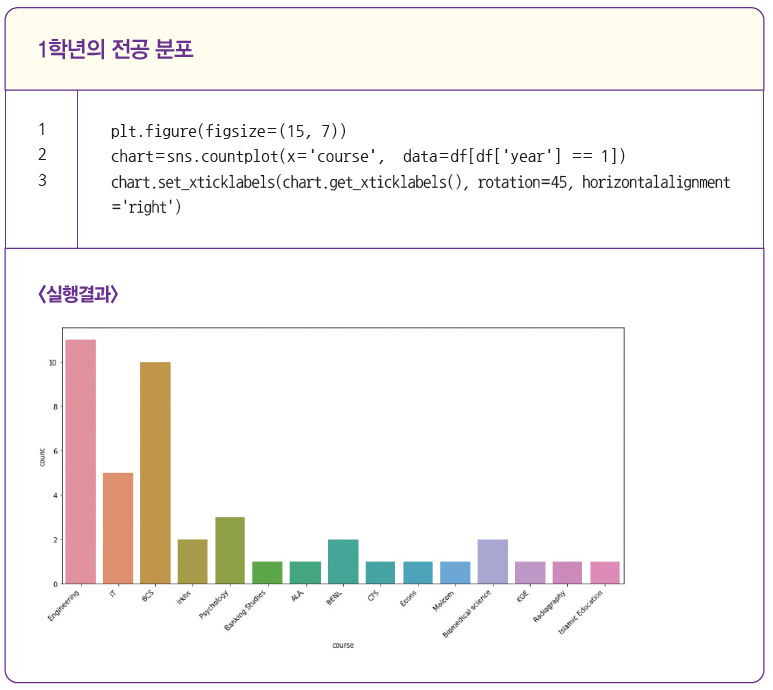 1학년의 전공 분포
1 plt.figure(figsize=(15, 7))
2 chart=sns.countplot(x='course', data=df[df['year'] == 1])
3 chart.set_xticklabels(chart.get_xticklabels(), rotation=45, horizontalalignment
='right')
〈실행결과〉
10
8
6
4
2
0
count
Engineering
IT
BCS
Irkhs
Psychology
Banking Studies
ALA
BENL
CTS
Econs
Malcom
Biomedical science
KOE
Radiography
Islamic Education
course